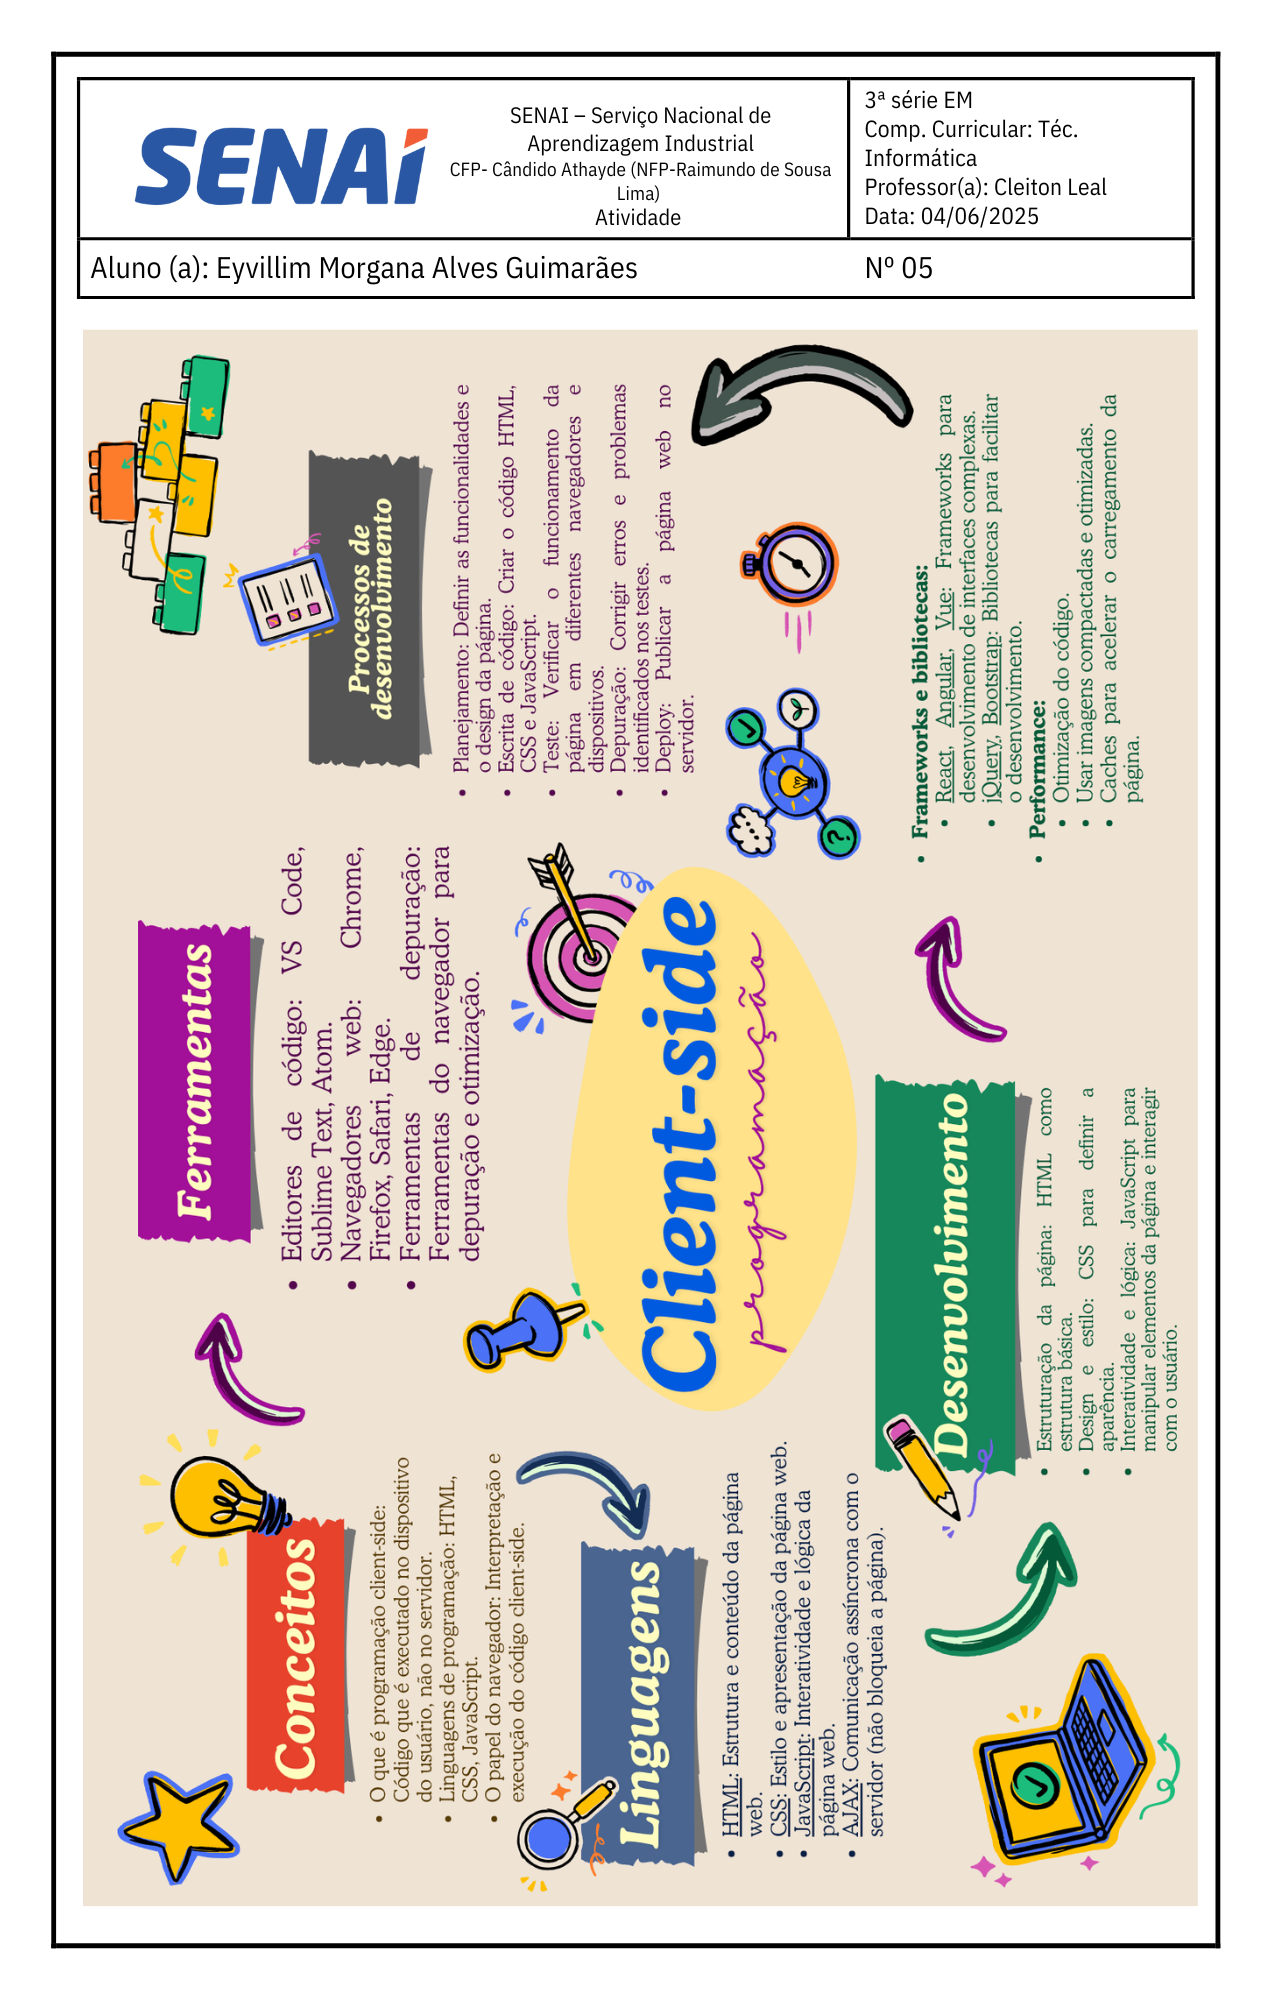 SENAI
SENAI – Serviço Nacional de
Aprendizagem Industrial
CFP- Cândido Athayde (NFP-Raimundo de Sousa
Lima)
Atividade
3ª série EM
Comp. Curricular: Téc.
Informática
Professor(a): Cleiton Leal
Data: 04/06/2025
Aluno (a): Eyvillim Morgana Alves Guimarães
Nº 05
Client-side
programação
Conceitos
• O que é programação client-side:
Código que é executado no dispositivo
do usuário, não no servidor.
• Linguagens de programação: HTML,
CSS, JavaScript.
• O papel do navegador: Interpretação e
execução do código client-side.
Ferramentas
• Editores de código: VS Code,
Sublime Text, Atom.
• Navegadores web: Chrome,
Firefox, Safari, Edge.
• Ferramentas de depuração:
Ferramentas do navegador para
depuração e otimização.
Processos de
desenvolvimento
• Planejamento: Definir as funcionalidades e
o design da página.
• Escrita de código: Criar o código HTML,
CSS e JavaScript.
• Teste: Verificar o funcionamento da
página em diferentes navegadores e
dispositivos.
• Depuração: Corrigir erros e problemas
identificados nos testes.
• Deploy: Publicar a página web no
servidor.
Linguagens
• HTML: Estrutura e conteúdo da página
web.
• CSS: Estilo e apresentação da página web.
• JavaScript: Interatividade e lógica da
página web.
• AJAX: Comunicação assíncrona com o
servidor (não bloqueia a página).
Desenvolvimento
• Estruturação da página: HTML como
estrutura básica.
• Design e estilo: CSS para definir a
aparência.
• Interatividade e lógica: JavaScript para
manipular elementos da página e interagir
com o usuário.
• Frameworks e bibliotecas:
• React, Angular, Vue: Frameworks para
desenvolvimento de interfaces complexas.
• jQuery, Bootstrap: Bibliotecas para facilitar
o desenvolvimento.
• Performance:
• Otimização do código.
• Usar imagens compactadas e otimizadas.
• Caches para acelerar o carregamento da
página.